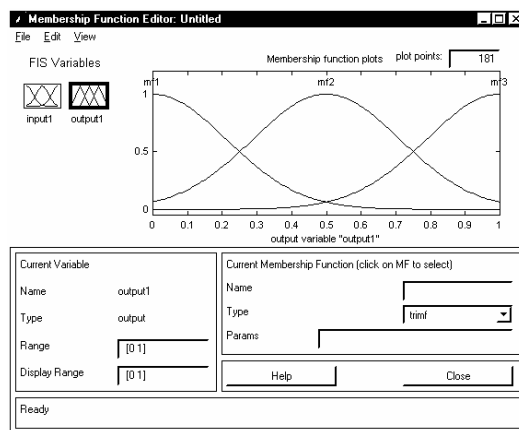 Membership Function Editor: Untitled
File Edit View
FIS Variables
Membership function plots plot points: 181
input1 output1
mf1 mf2 mf3
1
0.5
0
0 0.1 0.2 0.3 0.4 0.5 0.6 0.7 0.8 0.9 1
output variable "output1"
Current Variable
Name output1
Type output
Range [0 1]
Display Range [0 1]
Current Membership Function (click on MF to select)
Name
Type trimf
Params
Help Close
Ready